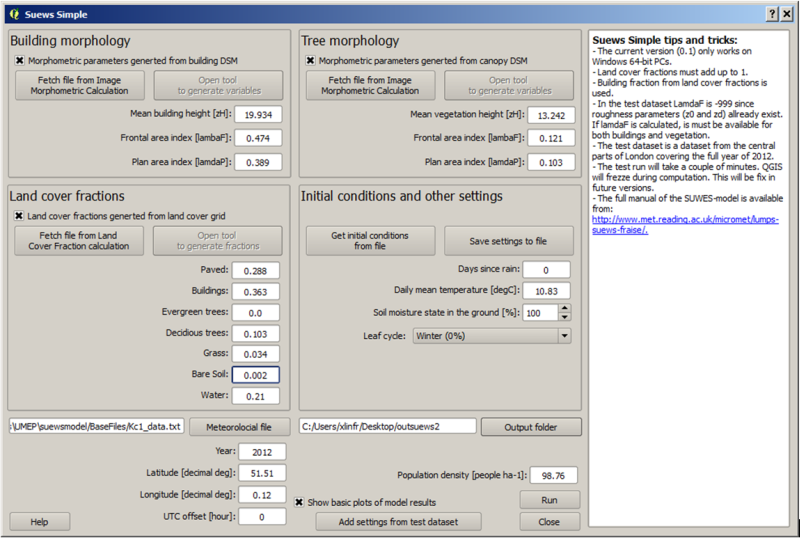 Suews Simple
Building morphology
Morphometric parameters generted from building DSM
Fetch file from Image
Morphometric Calculation
Open tool
to generate variables
Mean building height [zH]: 19.934
Frontal area index [lambaF]: 0.474
Plan area index [lamdaP]: 0.389
Tree morphology
Morphometric parameters generted from canopy DSM
Fetch file from Image
Morphometric Calculation
Open tool
to generate variables
Mean vegetation height [zH]: 13.242
Frontal area index [lambaF]: 0.121
Plan area index [lamdaP]: 0.103
Land cover fractions
Land cover fractions generted from land cover grid
Fetch file from Land
Cover Fraction calculation
Open tool
to generate fractions
Paved: 0.288
Buildings: 0.363
Evergreen trees: 0.0
Decidious trees: 0.103
Grass: 0.034
Bare Soil: 0.002
Water: 0.21
Initial conditions and other settings
Get initial conditions
from file
Save settings to file
Days since rain: 0
Daily mean temperature [degC]: 10.83
Soil moisture state in the ground [%]: 100
Leaf cycle: Winter (0%)
:\UMEP/suewsmodel/BaseFiles/Kc1_data.txt
Meteorolocial file
C:/Users/xlinfr/Desktop/outsuews2
Output folder
Year: 2012
Latitude [decimal deg]: 51.51
Longitude [decimal deg]: 0.12
UTC offset [hour]: 0
Population density [people ha-1]: 98.76
Show basic plots of model results
Run
Help
Add settings from test dataset
Close
Suews Simple tips and tricks:
- The current version (0.1) only works on
Windows 64-bit PCs.
- Land cover fractions must add up to 1.
- Building fraction from land cover fractions is
used.
- In the test dataset LamdaF is -999 since
roughness parameters (z0 and zd) allready exist.
If lamdaF is calculated, is must be available for
both buildings and vegetation.
- The test dataset is a dataset from the central
parts of London covering the full year of 2012.
- The test run will take a couple of minutes. QGIS
will frezze during computation. This will be fix in
future versions.
- The full manual of the SUWES-model is available
from:
http://www.met.reading.ac.uk/micromet/lumps-
suews-fraise/.